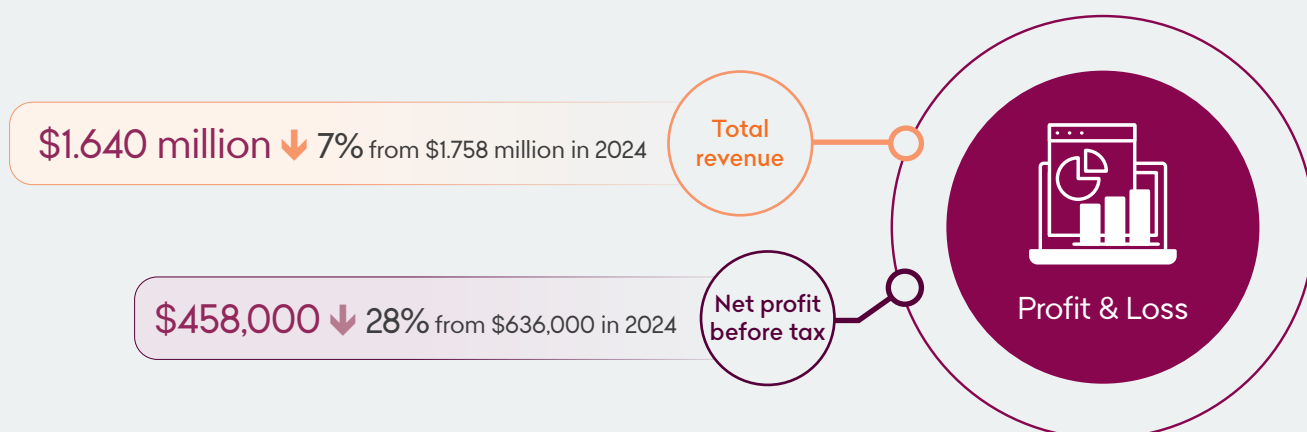 $1.640 million 7% from $1.758 million in 2024
Total
revenue
$458,000 28% from $636,000 in 2024
Net profit
before tax
Profit & Loss